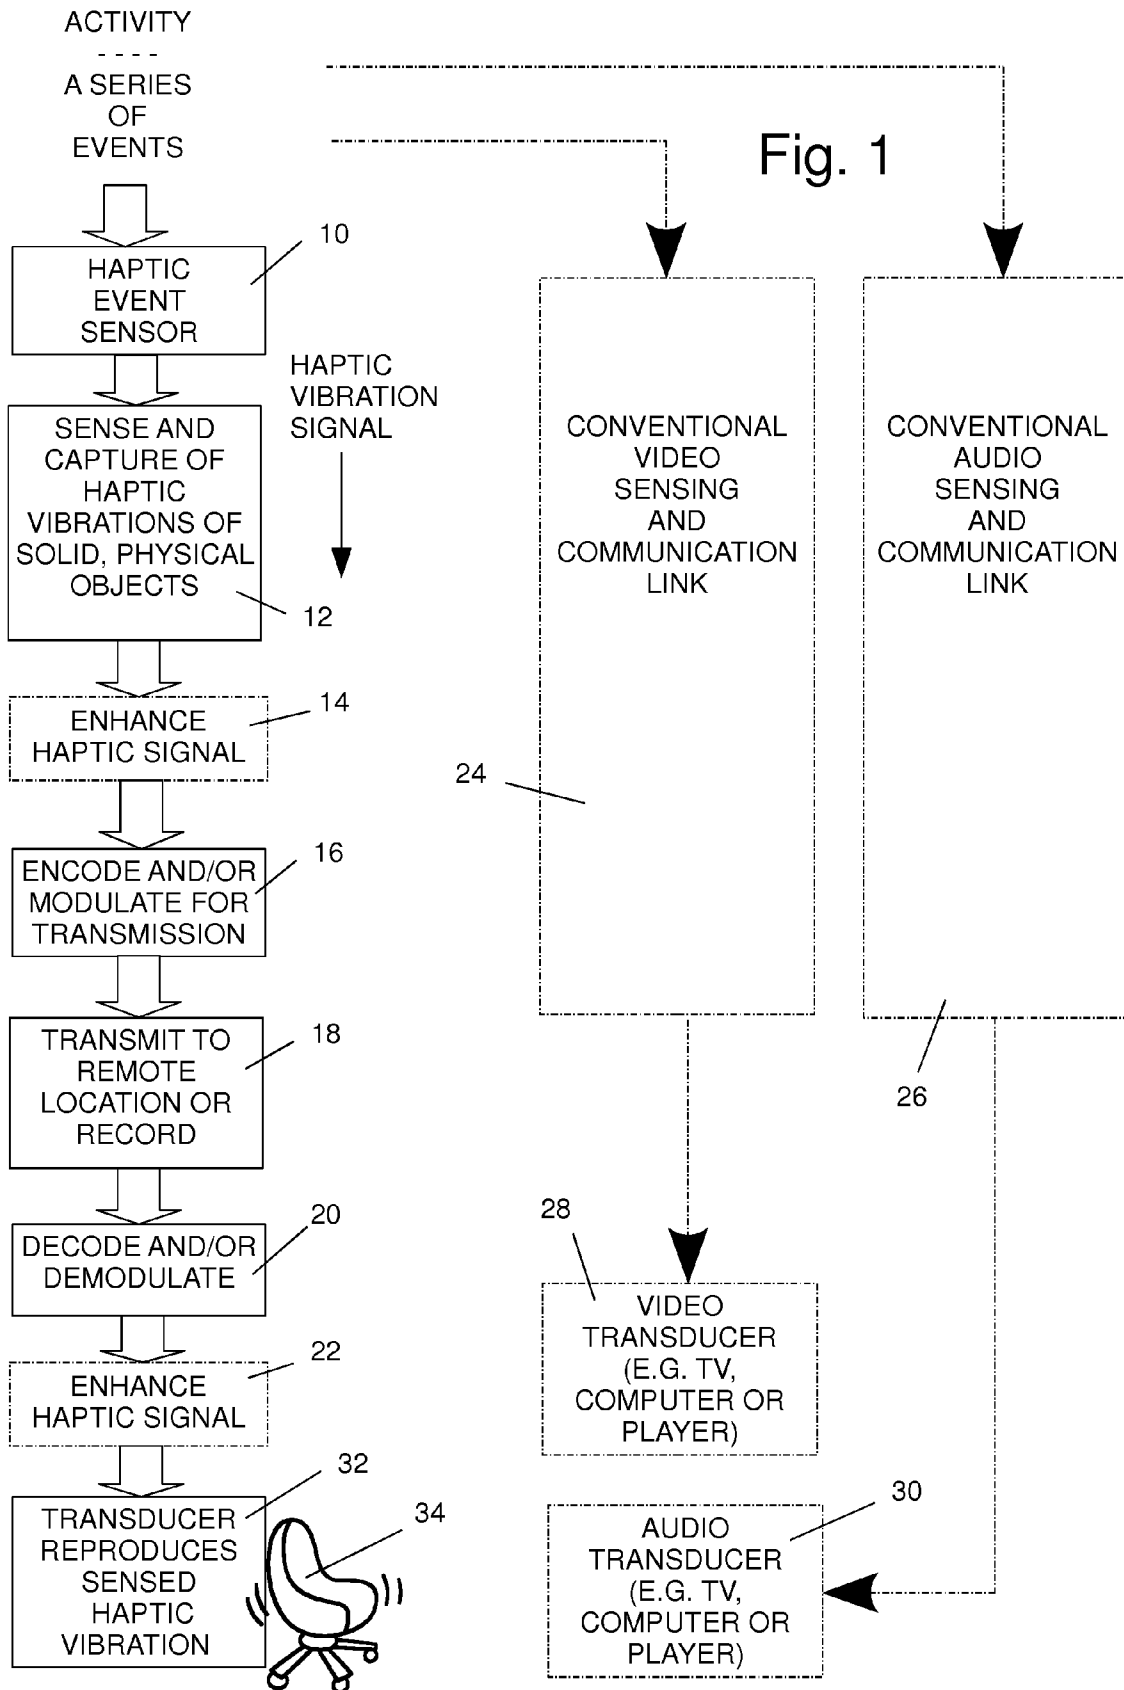 ACTIVITY
- - - -
A SERIES
OF
EVENTS
Fig. 1
10
HAPTIC
EVENT
SENSOR
HAPTIC
VIBRATION
SIGNAL
SENSE AND
CAPTURE OF
HAPTIC
VIBRATIONS OF
SOLID, PHYSICAL
OBJECTS
12
14
ENHANCE
HAPTIC SIGNAL
16
ENCODE AND/OR
MODULATE FOR
TRANSMISSION
18
TRANSMIT TO
REMOTE
LOCATION OR
RECORD
20
DECODE AND/OR
DEMODULATE
22
ENHANCE
HAPTIC SIGNAL
32
TRANSDUCER
REPRODUCES
SENSED
HAPTIC
VIBRATION
34
CONVENTIONAL
VIDEO
SENSING
AND
COMMUNICATION
LINK
24
CONVENTIONAL
AUDIO
SENSING
AND
COMMUNICATION
LINK
26
28
VIDEO
TRANSDUCER
(E.G. TV,
COMPUTER OR
PLAYER)
30
AUDIO
TRANSDUCER
(E.G. TV,
COMPUTER OR
PLAYER)